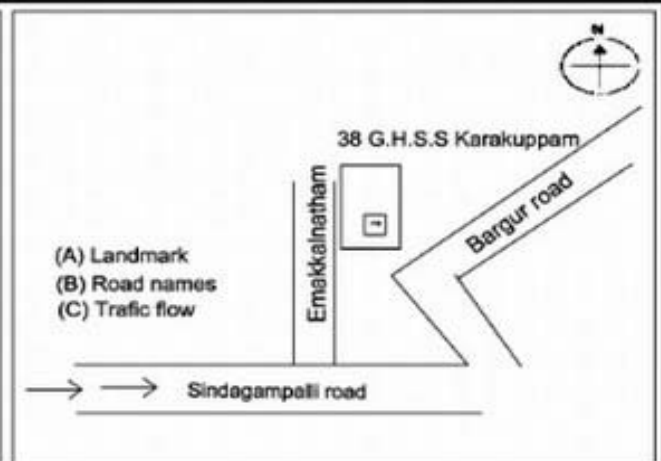 N
38 G.H.S.S Karakuppam
Emakkalnatham
Bargur road
(A) Landmark
(B) Road names
(C) Trafic flow
Sindagampalli road